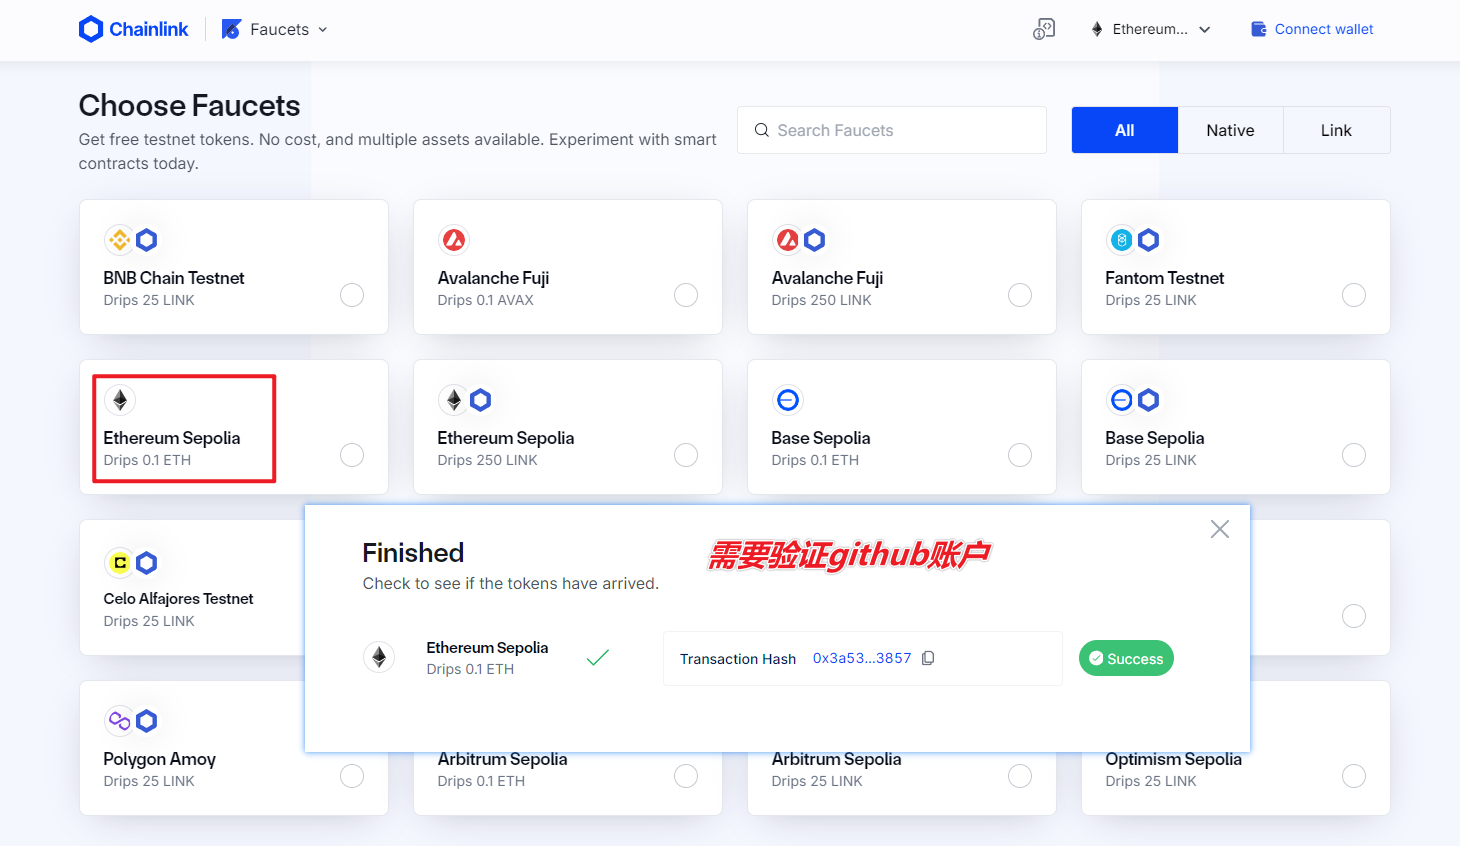 Chainlink
Faucets
Ethereum...
Connect wallet
Choose Faucets
Get free testnet tokens. No cost, and multiple assets available. Experiment with smart
contracts today.
Search Faucets
All
Native
Link
BNB Chain Testnet
Drips 25 LINK
Avalanche Fuji
Drips 0.1 AVAX
Avalanche Fuji
Drips 250 LINK
Fantom Testnet
Drips 25 LINK
Ethereum Sepolia
Drips 0.1 ETH
Ethereum Sepolia
Drips 250 LINK
Base Sepolia
Drips 0.1 ETH
Base Sepolia
Drips 25 LINK
Celo Alfajores Testnet
Drips 25 LINK
Finished
需要验证github账户
Check to see if the tokens have arrived.
Ethereum Sepolia
Drips 0.1 ETH
Transaction Hash
0x3a53...3857
Success
Polygon Amoy
Drips 25 LINK
Arbitrum Sepolia
Drips 0.1 ETH
Arbitrum Sepolia
Drips 25 LINK
Optimism Sepolia
Drips 25 LINK